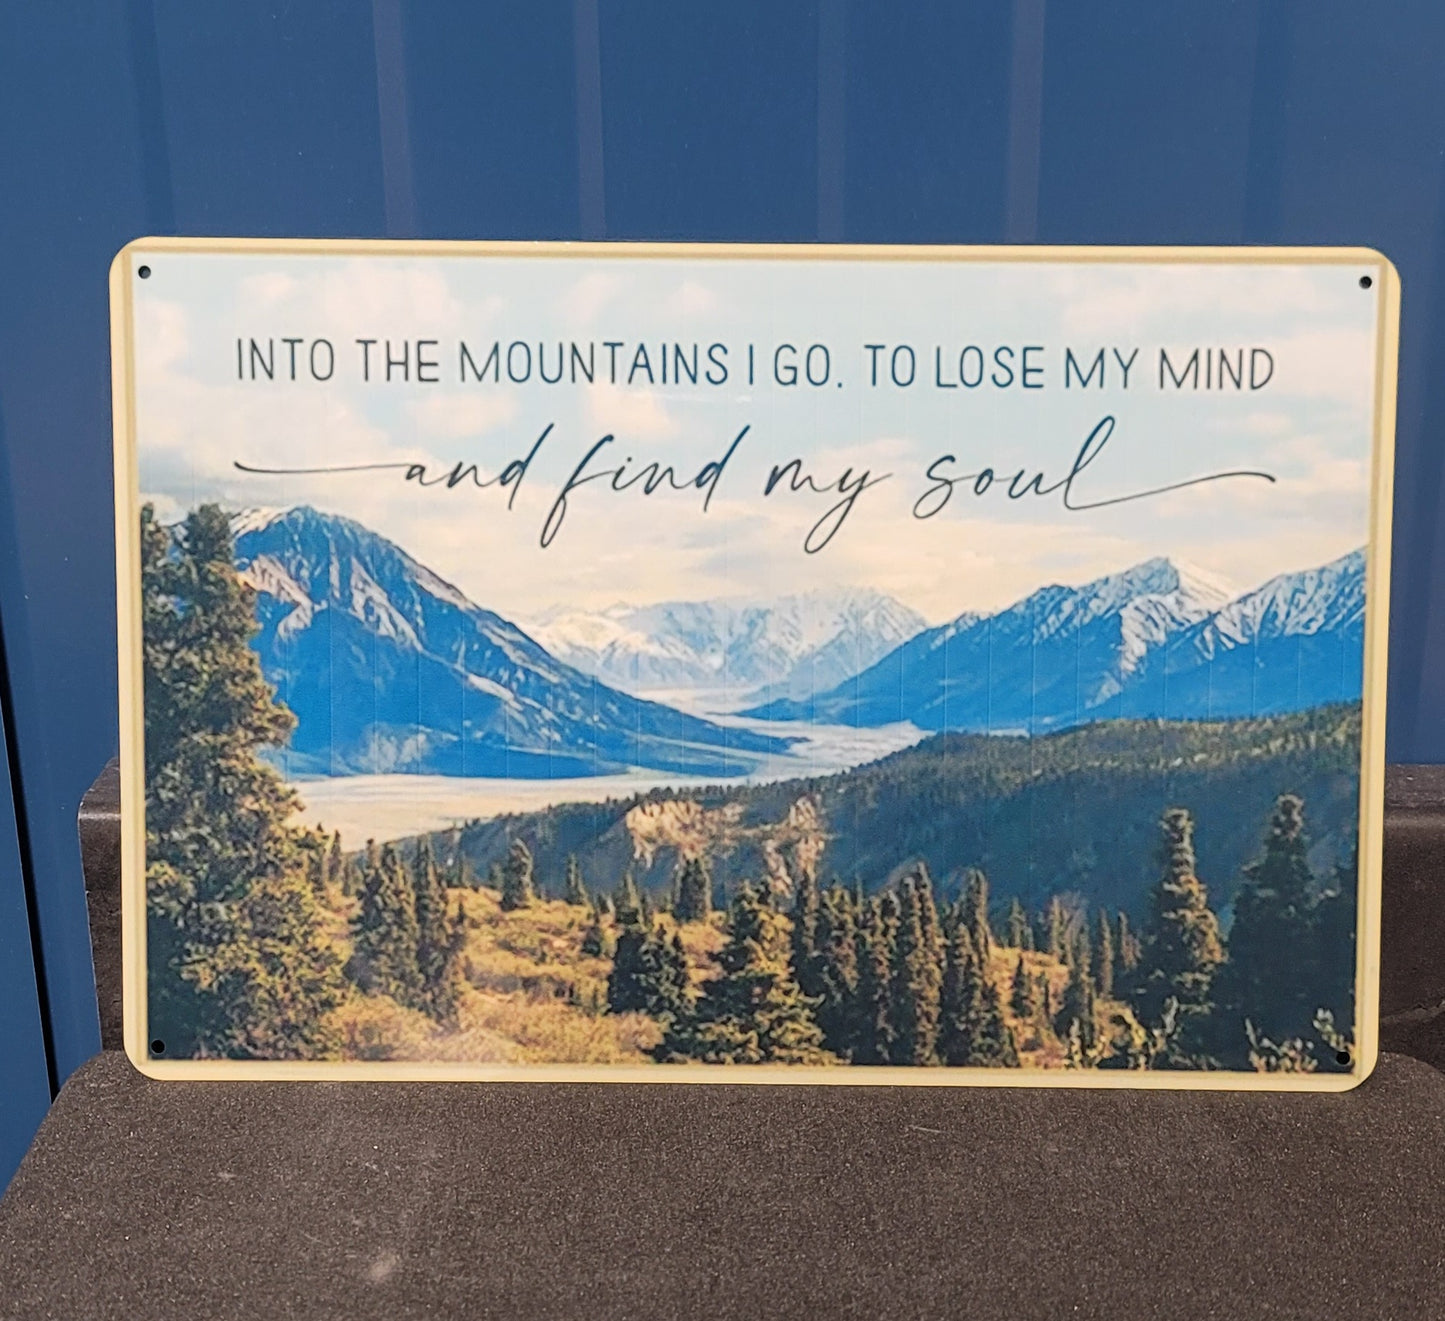 INTO THE MOUNTAINS I GO. TO LOSE MY MIND
and find my soul